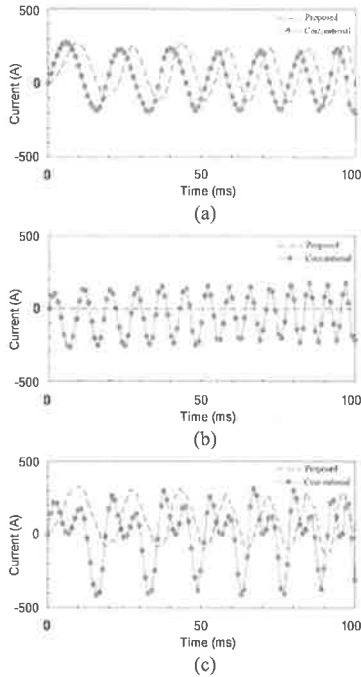 500
Proposed
Conventional
Current (A)
0
-500
0
50
100
Time (ms)
(a)
500
Proposed
Conventional
Current (A)
0
-500
0
50
100
Time (ms)
(b)
500
Proposed
Conventional
Current (A)
0
-500
0
50
100
Time (ms)
(c)